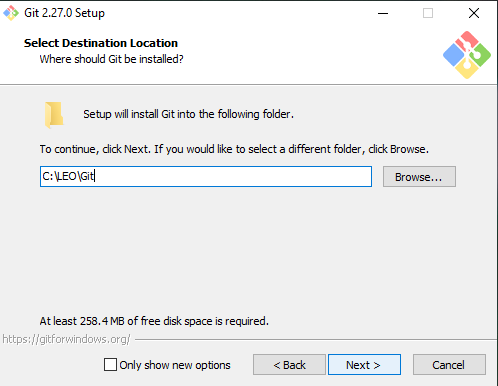 Git 2.27.0 Setup
Select Destination Location
Where should Git be installed?
Setup will install Git into the following folder.
To continue, click Next. If you would like to select a different folder, click Browse.
C:\LEO\Git
Browse...
At least 258.4 MB of free disk space is required.
https://gitforwindows.org/
Only show new options
< Back
Next >
Cancel